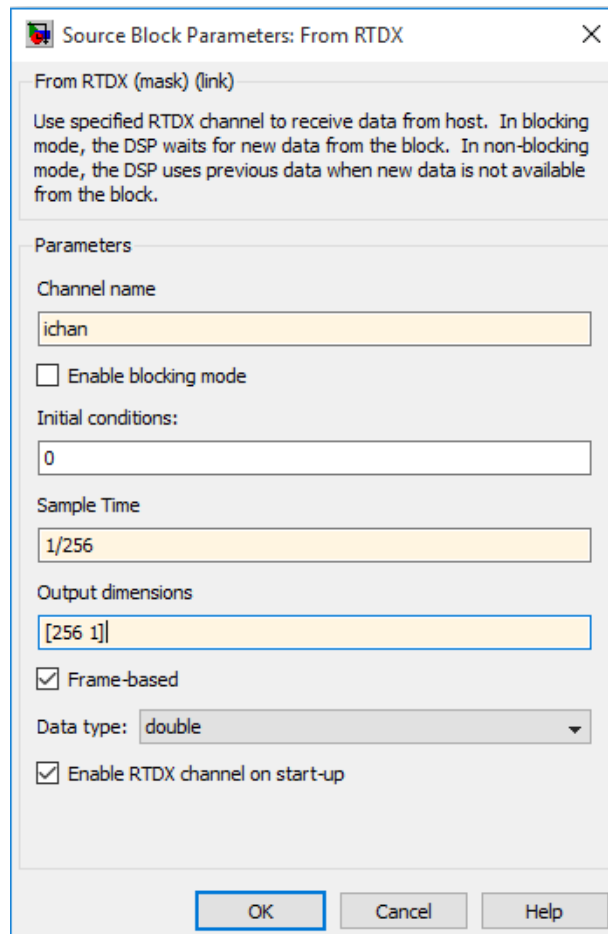 Source Block Parameters: From RTDX
From RTDX (mask) (link)
Use specified RTDX channel to receive data from host. In blocking
mode, the DSP waits for new data from the block. In non-blocking
mode, the DSP uses previous data when new data is not available
from the block.
Parameters
Channel name
ichan
Enable blocking mode
Initial conditions:
0
Sample Time
1/256
Output dimensions
[256 1]
Frame-based
Data type: double
Enable RTDX channel on start-up
OK Cancel Help